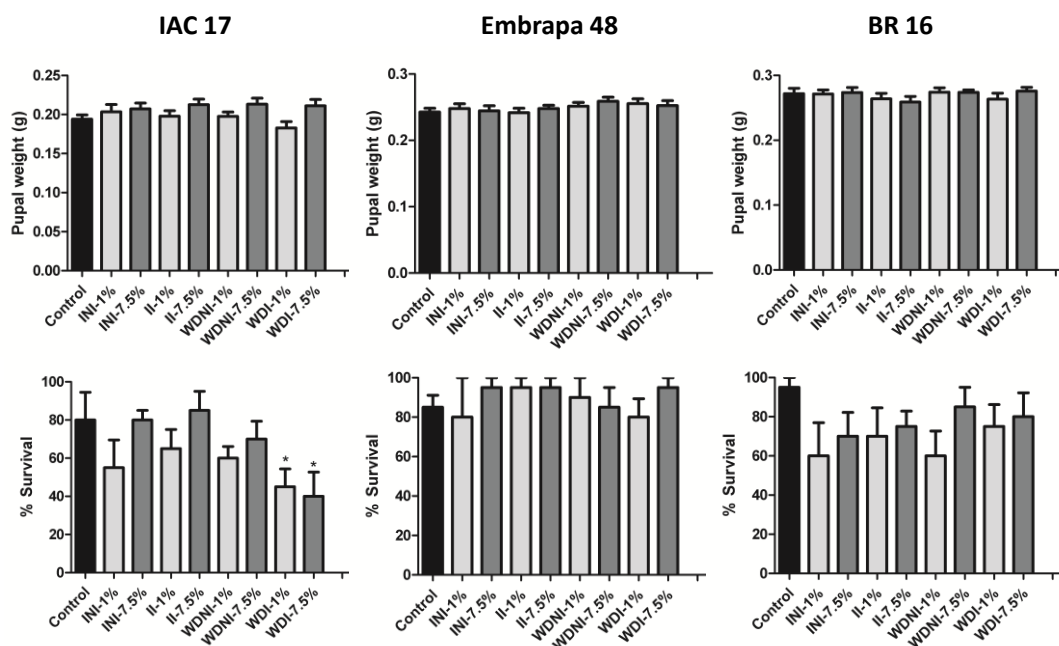 IAC 17
Embrapa 48
BR 16
Pupal weight (g)
0.25
0.20
0.15
0.10
0.05
0.00
Control
INI-1%
INI-7.5%
II-1%
II-7.5%
WDNI-1%
WDNI-7.5%
WDI-1%
WDI-7.5%
Pupal weight (g)
0.3
0.2
0.1
0.0
Control
INI-1%
INI-7.5%
II-1%
II-7.5%
WDNI-1%
WDNI-7.5%
WDI-1%
WDI-7.5%
Pupal weight (g)
0.3
0.2
0.1
0.0
Control
INI-1%
INI-7.5%
II-1%
II-7.5%
WDNI-1%
WDNI-7.5%
WDI-1%
WDI-7.5%
% Survival
100
80
60
40
20
0
* *
Control
INI-1%
INI-7.5%
II-1%
II-7.5%
WDNI-1%
WDNI-7.5%
WDI-1%
WDI-7.5%
% Survival
100
80
60
40
20
0
Control
INI-1%
INI-7.5%
II-1%
II-7.5%
WDNI-1%
WDNI-7.5%
WDI-1%
WDI-7.5%
% Survival
100
80
60
40
20
0
Control
INI-1%
INI-7.5%
II-1%
II-7.5%
WDNI-1%
WDNI-7.5%
WDI-1%
WDI-7.5%